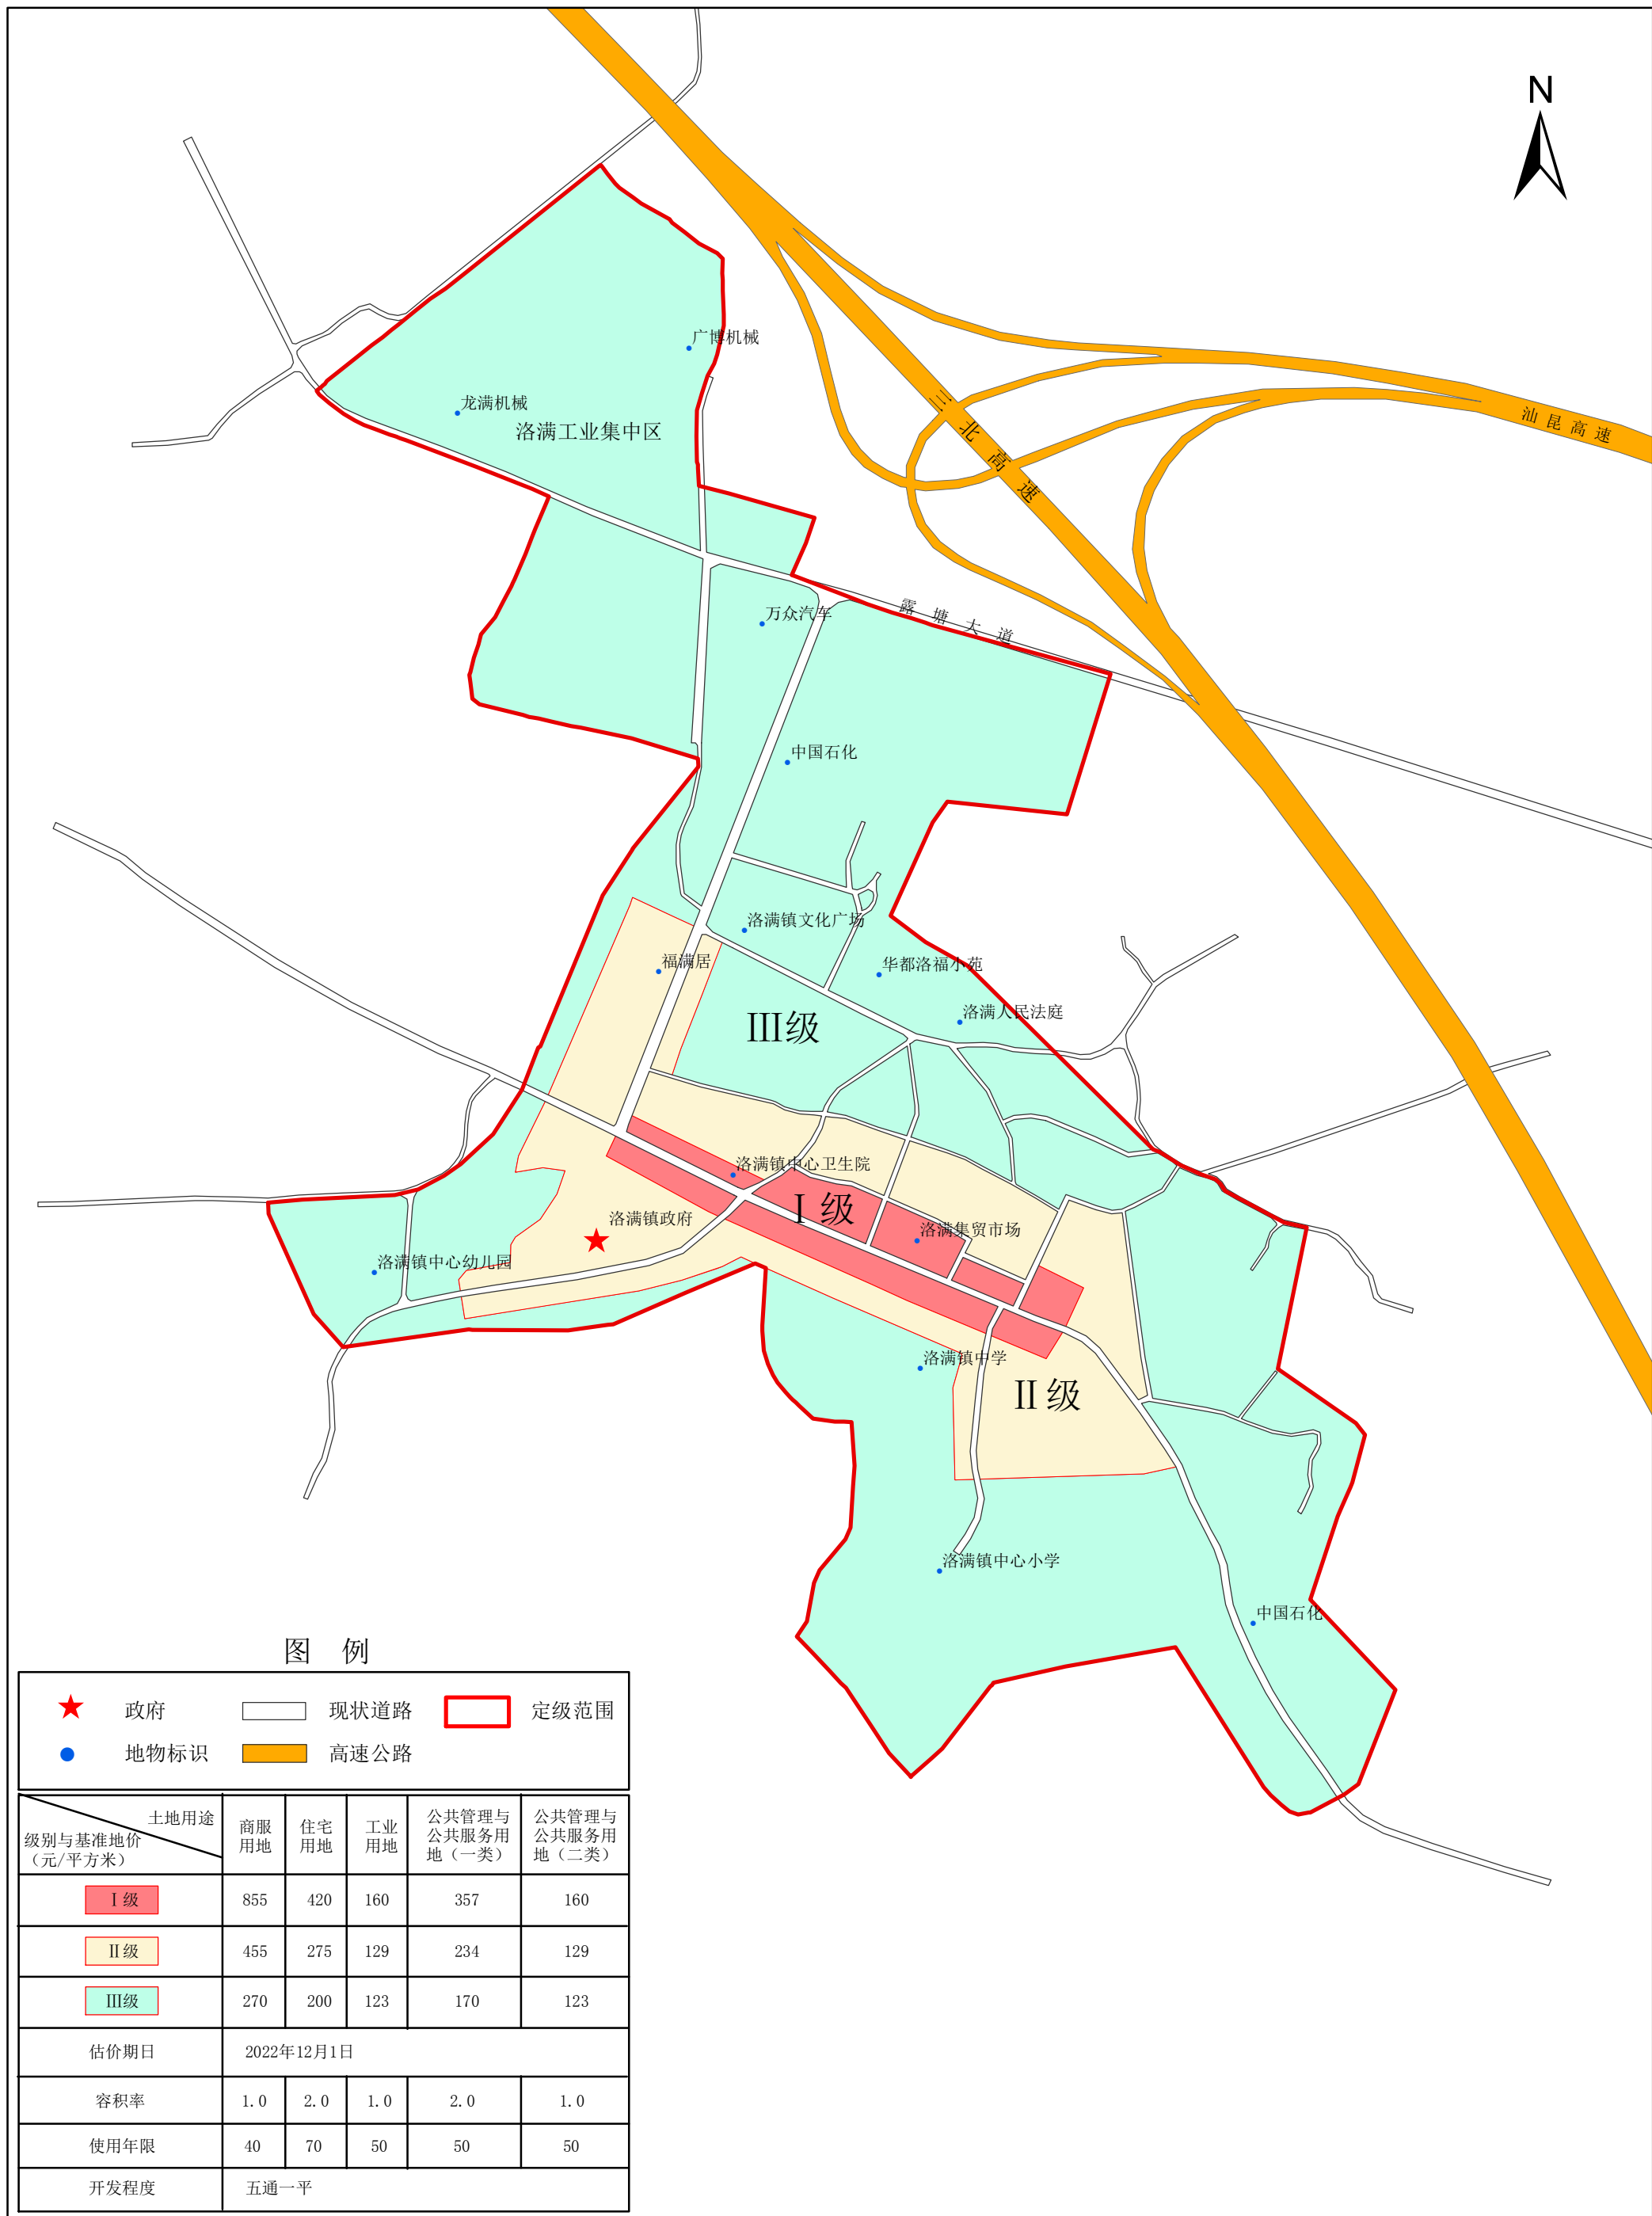 N
广博机械
龙满机械
洛满工业集中区
三北高速
汕昆高速
万众汽车
露塘大道
中国石化
洛满镇文化广场
福满居
华都洛福小苑
洛满人民法庭
III级
洛满镇中心卫生院
I 级
洛满镇政府
洛满集贸市场
洛满镇中心幼儿园
洛满镇中学
II 级
洛满镇中心小学
中国石化
图 例
政府 现状道路 定级范围
地物标识 高速公路
土地用途
级别与基准地价
（元/平方米）
商服
用地
住宅
用地
工业
用地
公共管理与
公共服务用
地（一类）
公共管理与
公共服务用
地（二类）
I 级 855 420 160 357 160
II 级 455 275 129 234 129
III级 270 200 123 170 123
估价期日 2022年12月1日
容积率 1.0 2.0 1.0 2.0 1.0
使用年限 40 70 50 50 50
开发程度 五通一平